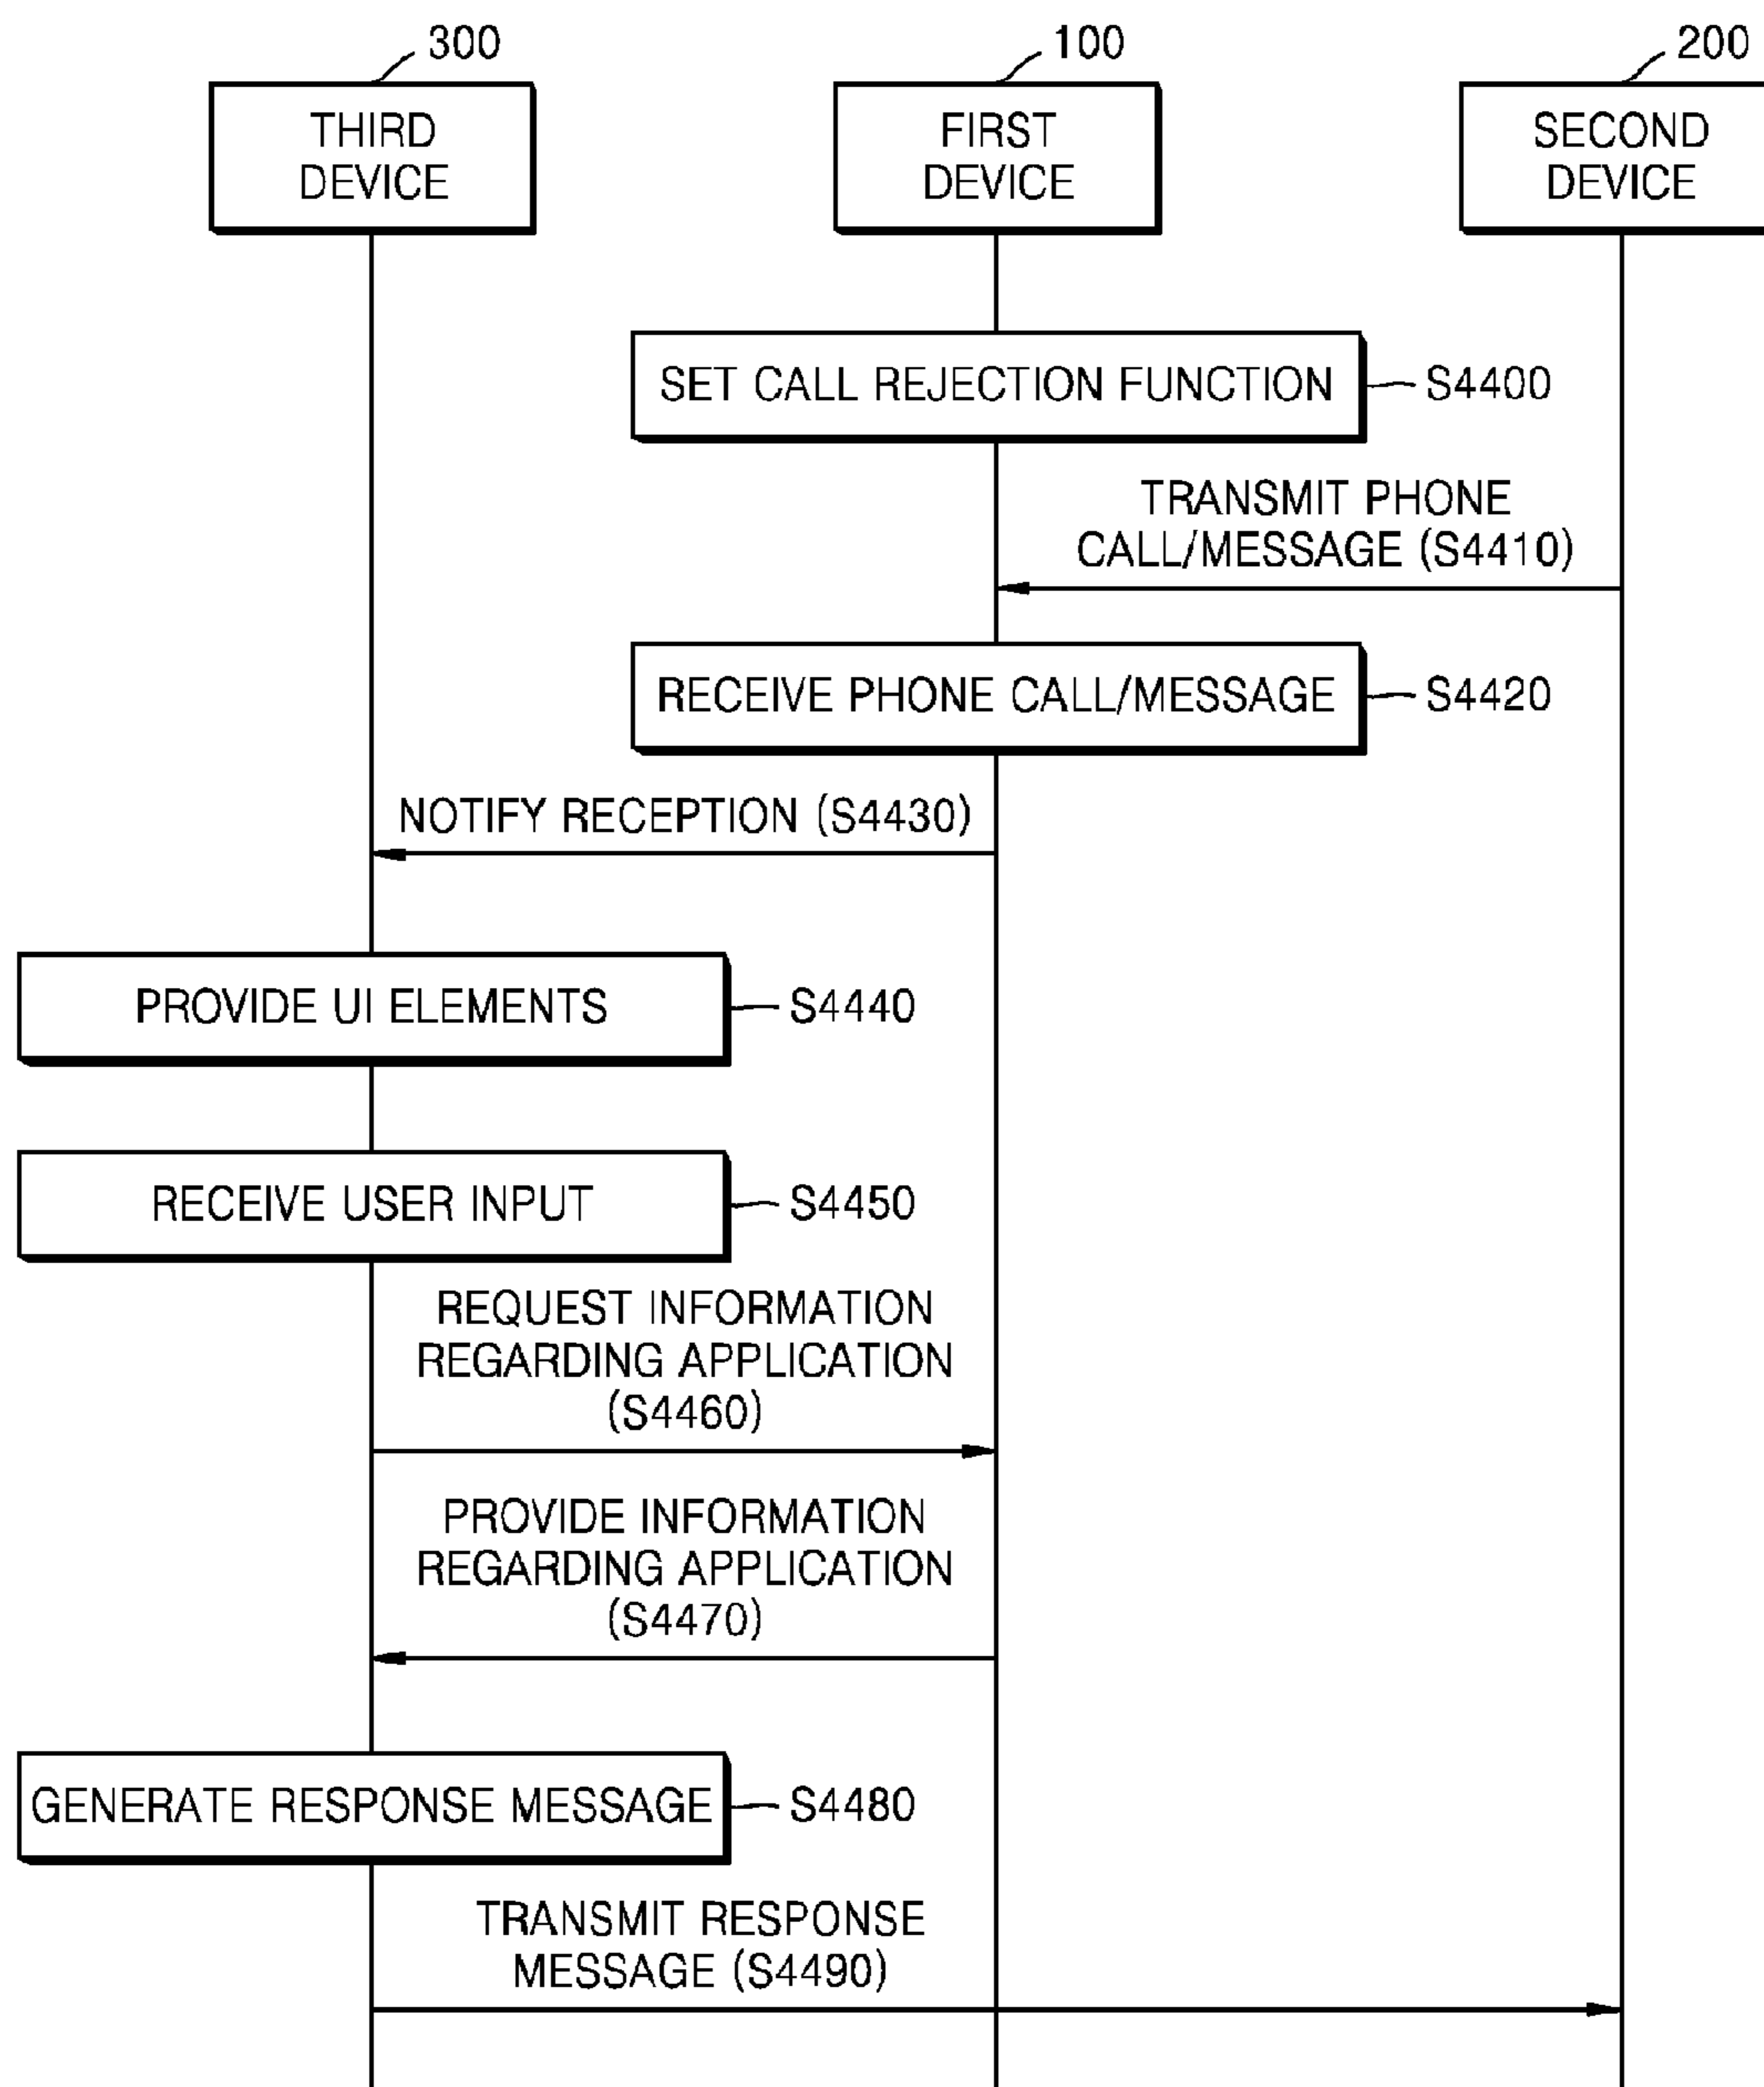 300
100
200
THIRD
DEVICE
FIRST
DEVICE
SECOND
DEVICE
SET CALL REJECTION FUNCTION
S4400
TRANSMIT PHONE
CALL/MESSAGE (S4410)
RECEIVE PHONE CALL/MESSAGE
S4420
NOTIFY RECEPTION (S4430)
PROVIDE UI ELEMENTS
S4440
RECEIVE USER INPUT
S4450
REQUEST INFORMATION
REGARDING APPLICATION
(S4460)
PROVIDE INFORMATION
REGARDING APPLICATION
(S4470)
GENERATE RESPONSE MESSAGE
S4480
TRANSMIT RESPONSE
MESSAGE (S4490)